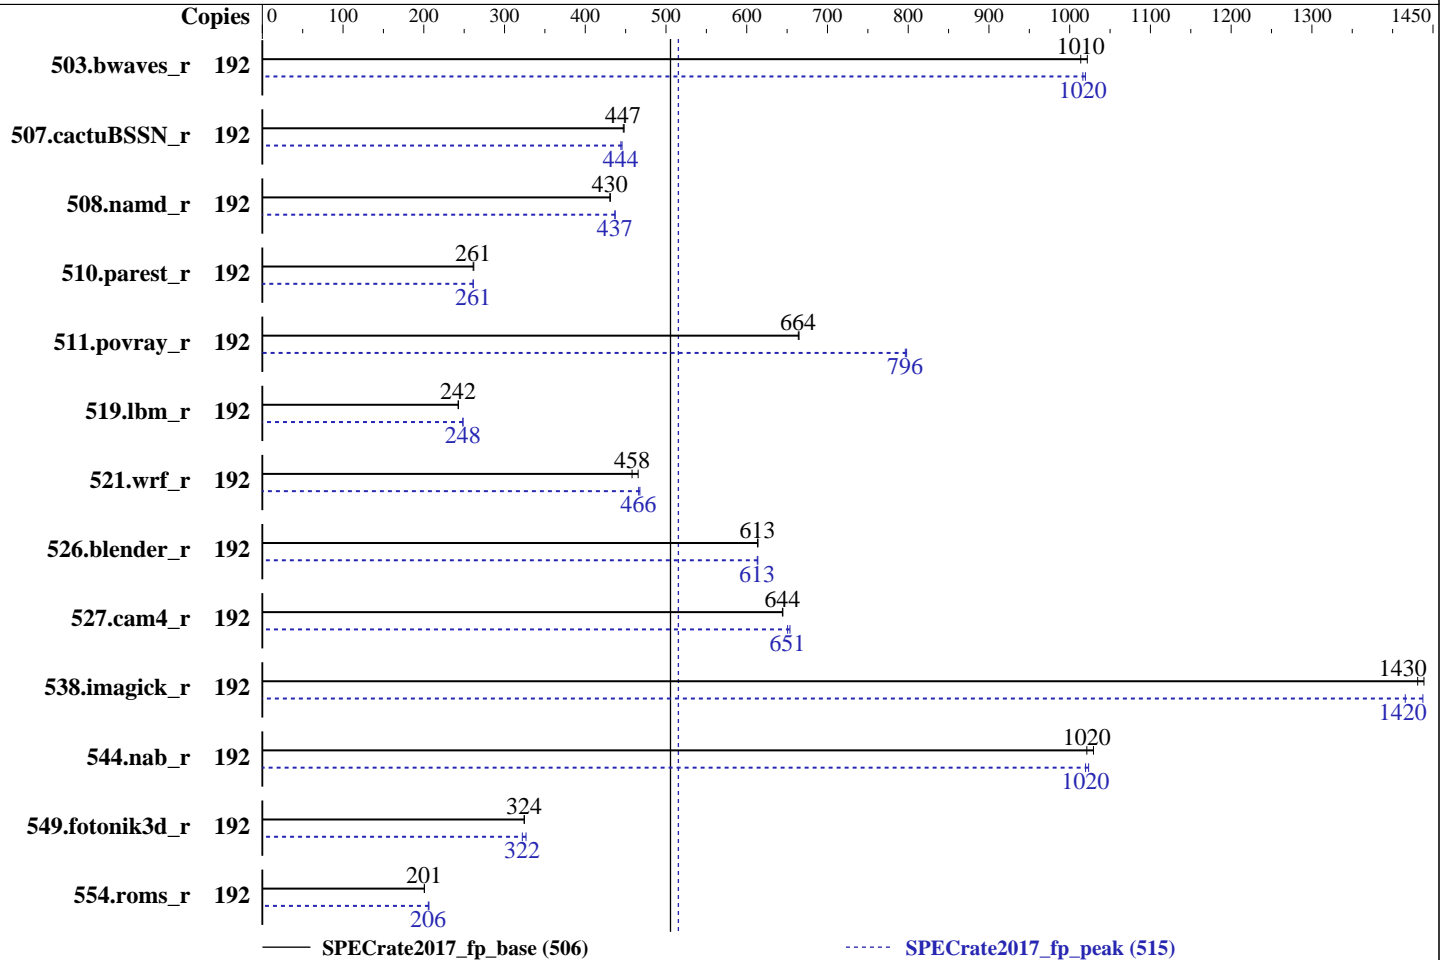 Copies 0 100 200 300 400 500 600 700 800 900 1000 1100 1200 1300 1450
1010
503.bwaves_r 192
1020
447
507.cactuBSSN_r 192
444
430
508.namd_r 192
437
261
510.parest_r 192
261
664
511.povray_r 192
796
242
519.lbm_r 192
248
458
521.wrf_r 192
466
613
526.blender_r 192
613
644
527.cam4_r 192
651
1430
538.imagick_r 192
1420
1020
544.nab_r 192
1020
324
549.fotonik3d_r 192
322
201
554.roms_r 192
206
SPECrate2017_fp_base (506) SPECrate2017_fp_peak (515)